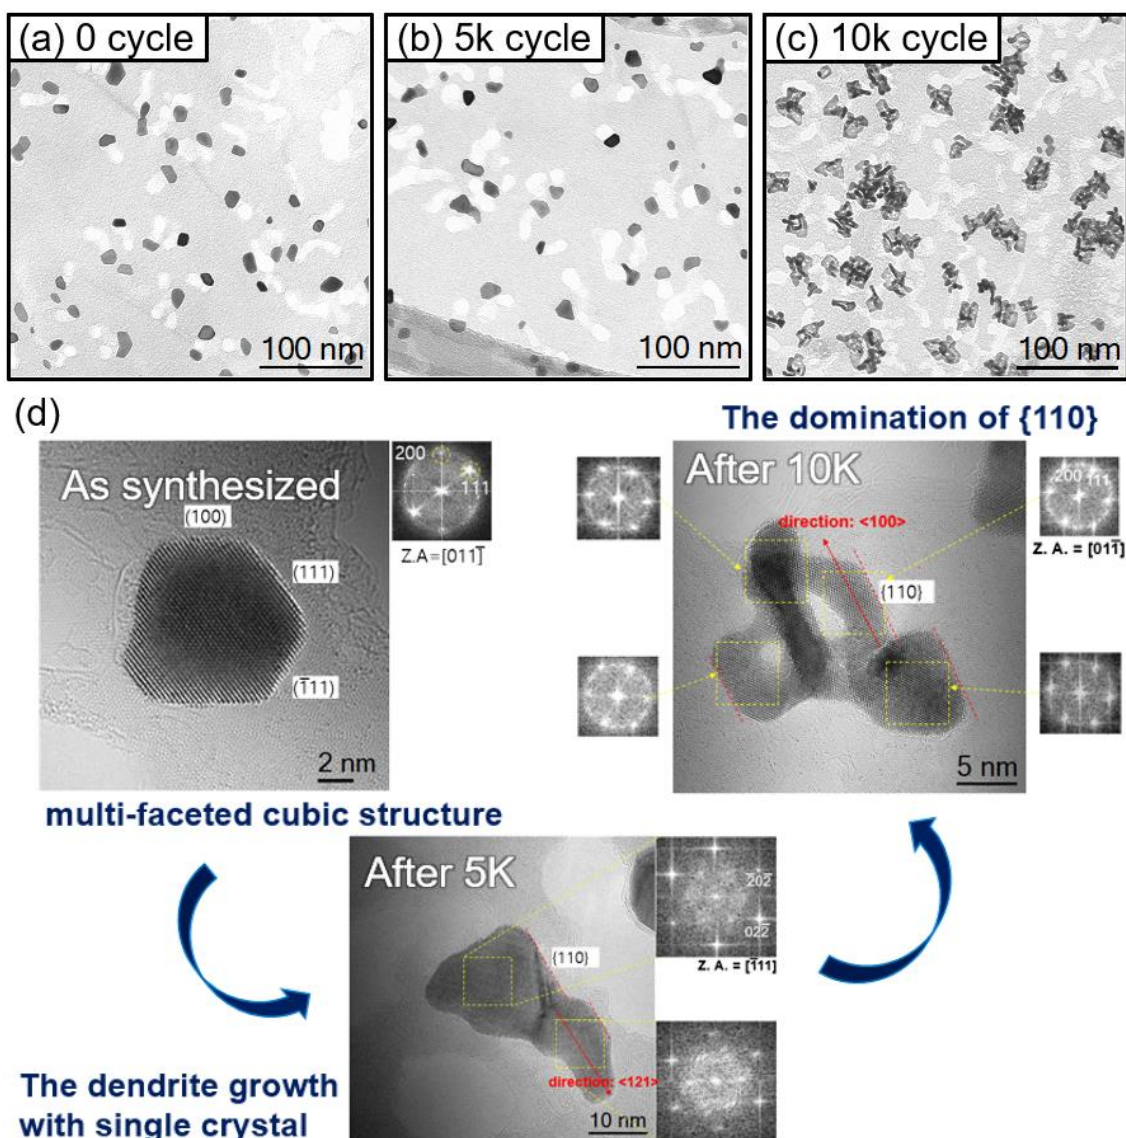 (a) 0 cycle
(b) 5k cycle
(c) 10k cycle
100 nm
100 nm
100 nm
(d)
The domination of {110}
As synthesized
(100)
(111)
(1̅11)
2 nm
200
111
Z.A=[011̅]
multi-faceted cubic structure
After 10K
direction: <100>
{110}
5 nm
200 1̅11
Z. A. = [011̅]
After 5K
{110}
direction: <121>
10 nm
2̅02̅
022̅
Z. A. = [1̅11]
The dendrite growth
with single crystal